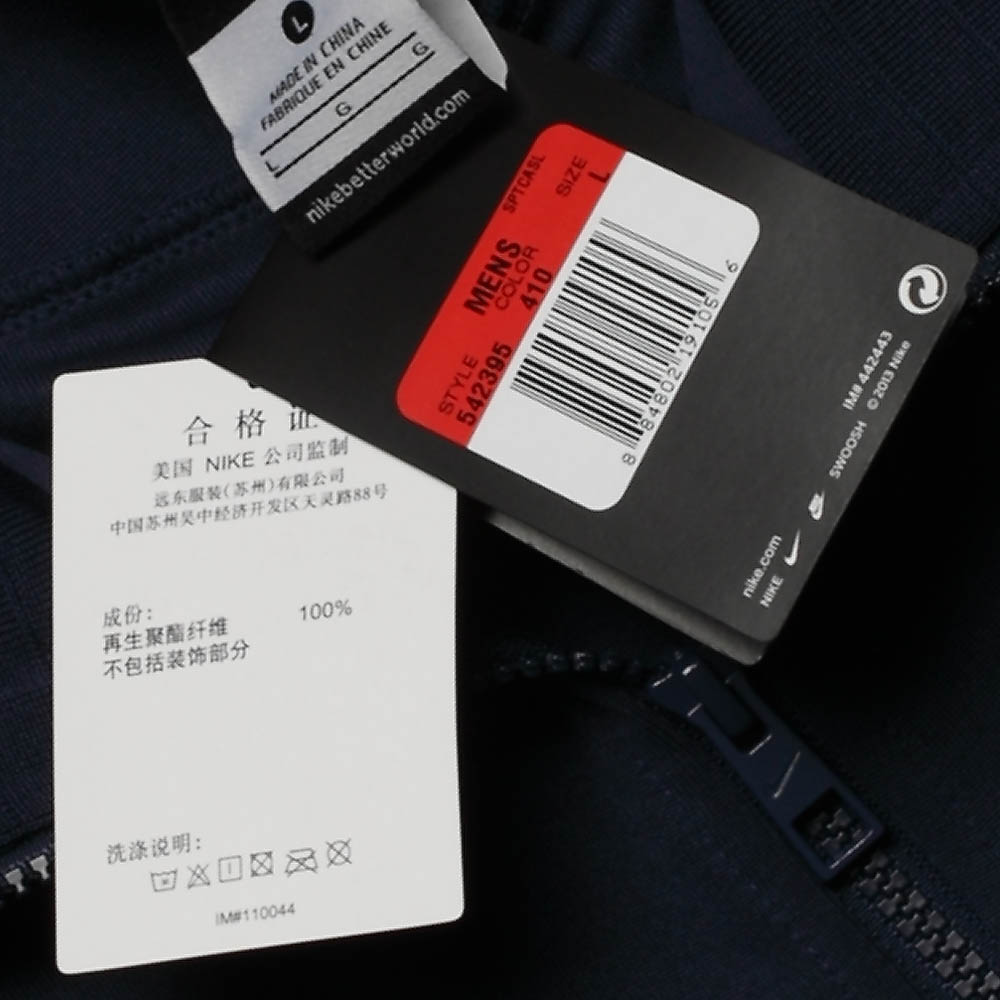 L
MADE IN CHINA
FABRIQUE EN CHINE
L G G
nikebetterworld.com
SPTCASL
SIZE
L
MENS
COLOR
410
STYLE
542395
8 84802 19105 6
IM# 442443
SWOOSH © 2013 Nike
nike.com
NIKE
合格证
美国 NIKE 公司监制
远东服装(苏州)有限公司
中国苏州吴中经济开发区天灵路88号
成份: 100%
再生聚酯纤维
不包括装饰部分
洗涤说明:
IM#110044